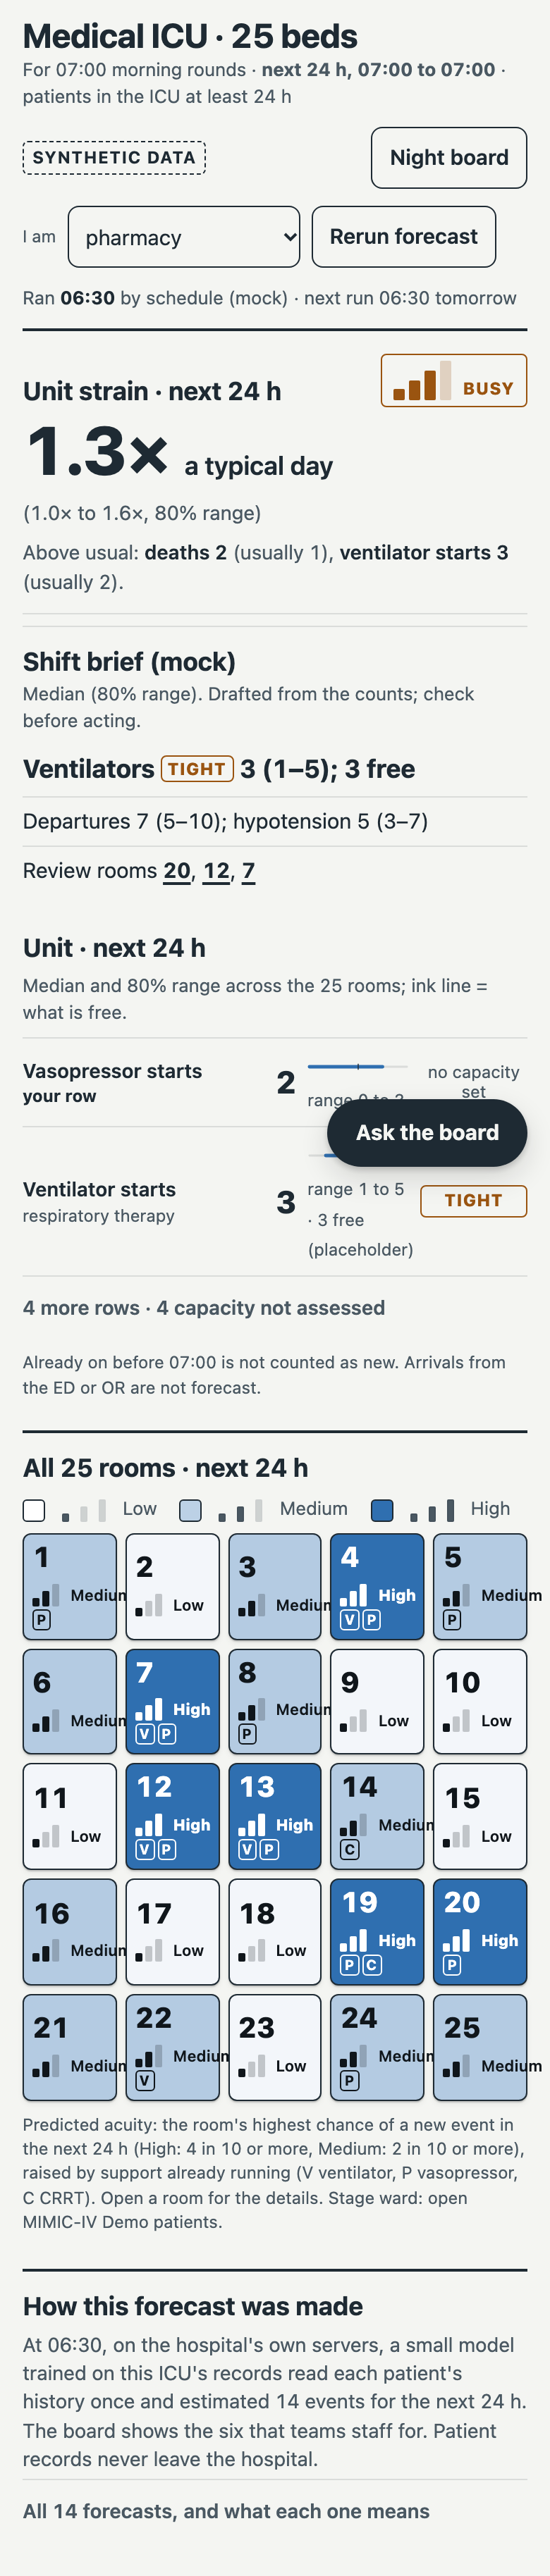 Medical ICU · 25 beds
For 07:00 morning rounds · next 24 h, 07:00 to 07:00 ·
patients in the ICU at least 24 h
SYNTHETIC DATA
Night board
I am
pharmacy
Rerun forecast
Ran 06:30 by schedule (mock) · next run 06:30 tomorrow
Unit strain · next 24 h
BUSY
1.3× a typical day
(1.0× to 1.6×, 80% range)
Above usual: deaths 2 (usually 1), ventilator starts 3
(usually 2).
Shift brief (mock)
Median (80% range). Drafted from the counts; check
before acting.
Ventilators TIGHT 3 (1–5); 3 free
Departures 7 (5–10); hypotension 5 (3–7)
Review rooms 20, 12, 7
Unit · next 24 h
Median and 80% range across the 25 rooms; ink line =
what is free.
Vasopressor starts
your row
2
range
no capacity
set
Ask the board
Ventilator starts
respiratory therapy
3
range 1 to 5
· 3 free
(placeholder)
TIGHT
4 more rows · 4 capacity not assessed
Already on before 07:00 is not counted as new. Arrivals from
the ED or OR are not forecast.
All 25 rooms · next 24 h
Low
Medium
High
1
Medium
P
2
Low
3
Medium
4
High
V P
5
Medium
P
6
Medium
7
High
V P
8
Medium
P
9
Low
10
Low
11
Low
12
High
V P
13
High
V P
14
Medium
C
15
Low
16
Medium
17
Low
18
Low
19
High
P C
20
High
P
21
Medium
22
Medium
V
23
Low
24
Medium
P
25
Medium
Predicted acuity: the room's highest chance of a new event in
the next 24 h (High: 4 in 10 or more, Medium: 2 in 10 or more),
raised by support already running (V ventilator, P vasopressor,
C CRRT). Open a room for the details. Stage ward: open
MIMIC-IV Demo patients.
How this forecast was made
At 06:30, on the hospital's own servers, a small model
trained on this ICU's records read each patient's
history once and estimated 14 events for the next 24 h.
The board shows the six that teams staff for. Patient
records never leave the hospital.
All 14 forecasts, and what each one means